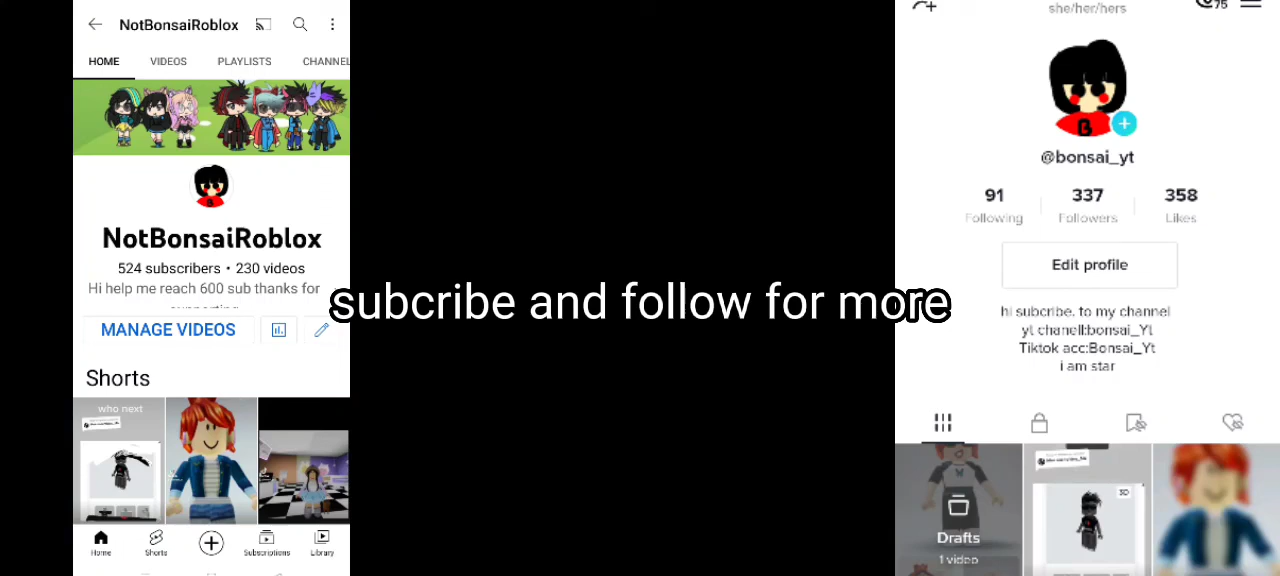 NotBonsaiRoblox
HOME VIDEOS PLAYLISTS CHANNEL
NotBonsaiRoblox
524 subscribers • 230 videos
Hi help me reach 600 sub thanks for
MANAGE VIDEOS
Shorts
who next
Home Shorts Subscriptions Library
subcribe and follow for more
she/her/hers
75
@bonsai_yt
91 337 358
Following Followers Likes
Edit profile
hi subcribe. to my channel
yt chanell:bonsai_Yt
Tiktok acc:Bonsai_Yt
i am star
B
3D
Drafts
1 video